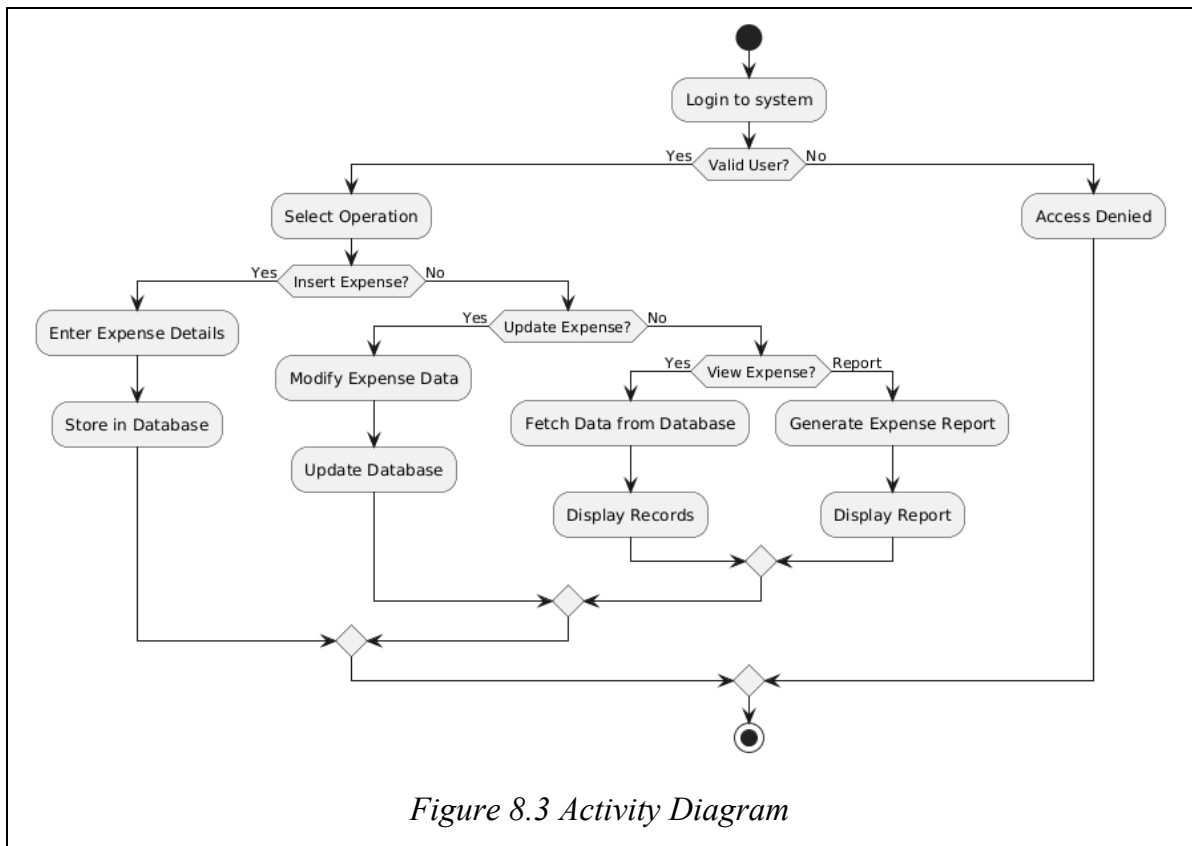 Login to system
Yes
Valid User?
No
Select Operation
Access Denied
Yes
Insert Expense?
No
Enter Expense Details
Yes
Update Expense?
No
Store in Database
Modify Expense Data
Yes
View Expense?
Report
Update Database
Fetch Data from Database
Generate Expense Report
Display Records
Display Report
Figure 8.3 Activity Diagram